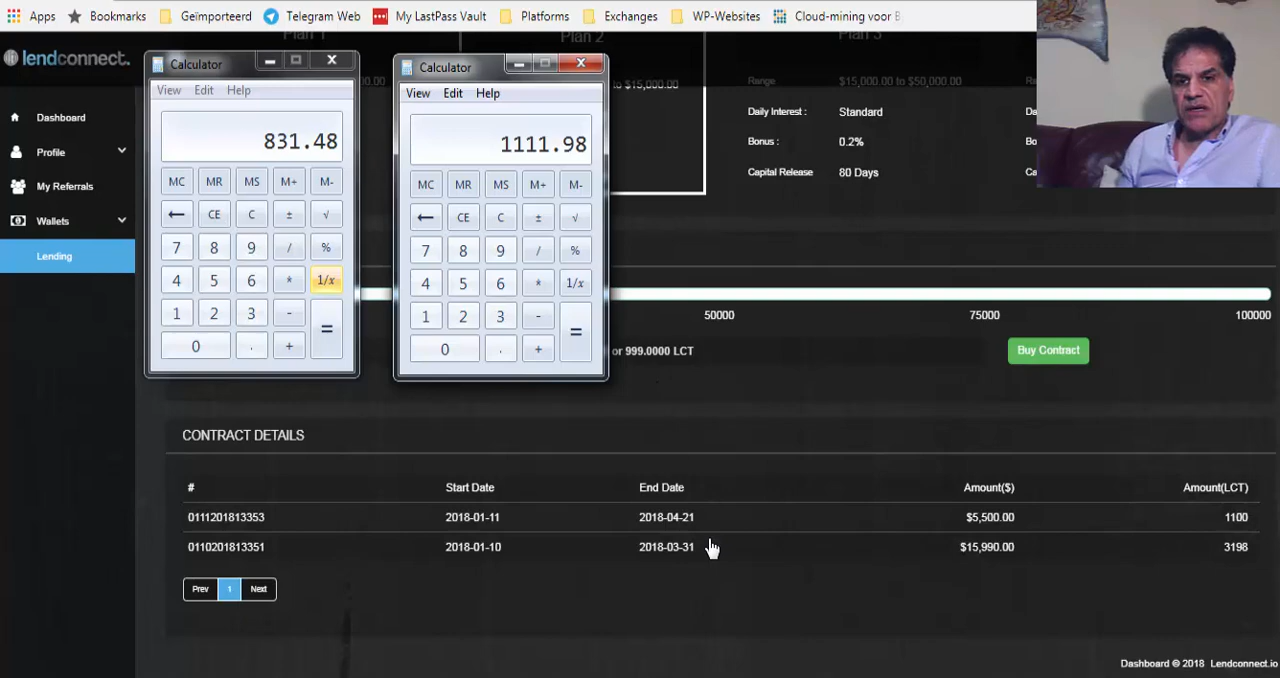 Apps Bookmarks Geïmporteerd Telegram Web My LastPass Vault Platforms Exchanges WP-Websites Cloud-mining voor B
lendconnect.
Dashboard
Profile
My Referrals
Wallets
Lending
Calculator
View Edit Help
831.48
MC MR MS M+ M-
← CE C ± √
7 8 9 / %
4 5 6 * 1/x
1 2 3 - =
0 . +
Calculator
View Edit Help
1111.98
MC MR MS M+ M-
← CE C ± √
7 8 9 / %
4 5 6 * 1/x
1 2 3 - =
0 . +
Plan 1
Plan 2
to $15,000.00
Plan 3
Range $15,000.00 to $50,000.00
Daily Interest : Standard
Bonus : 0.2%
Capital Release 80 Days
50000 75000 100000
or 999.0000 LCT
Buy Contract
CONTRACT DETAILS
# Start Date End Date Amount($) Amount(LCT)
0111201813353 2018-01-11 2018-04-21 $5,500.00 1100
0110201813351 2018-01-10 2018-03-31 $15,990.00 3198
Prev 1 Next
Dashboard © 2018 Lendconnect.io